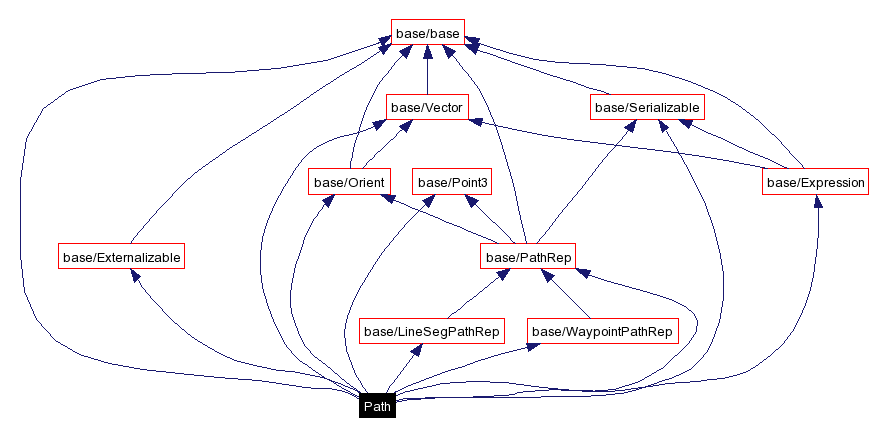 base/base
base/Vector
base/Serializable
base/Orient
base/Point3
base/Expression
base/Externalizable
base/PathRep
base/LineSegPathRep
base/WaypointPathRep
Path